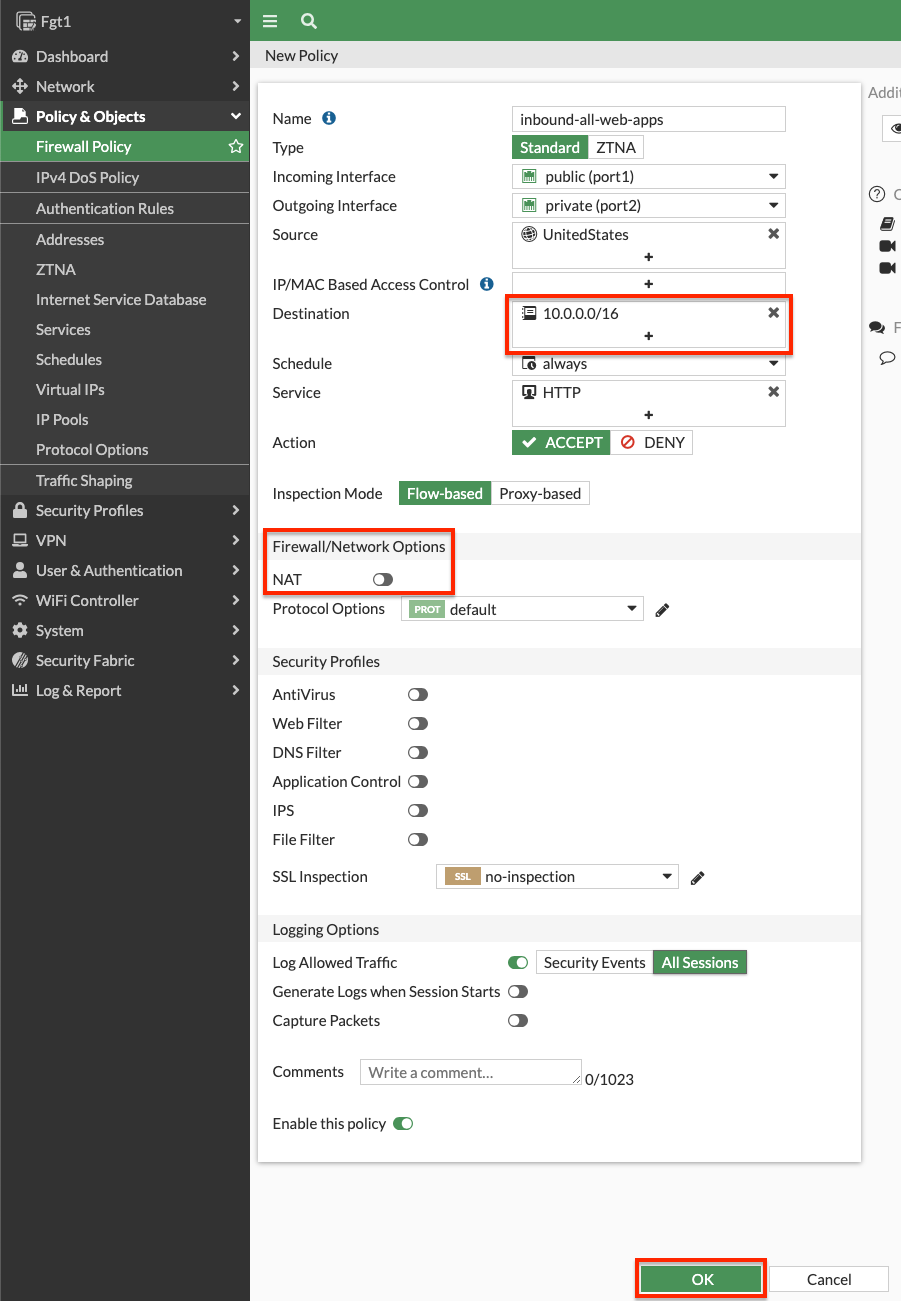 Fgt1
Dashboard
Network
Policy & Objects
Firewall Policy
IPv4 DoS Policy
Authentication Rules
Addresses
ZTNA
Internet Service Database
Services
Schedules
Virtual IPs
IP Pools
Protocol Options
Traffic Shaping
Security Profiles
VPN
User & Authentication
WiFi Controller
System
Security Fabric
Log & Report
New Policy
Name inbound-all-web-apps
Type Standard ZTNA
Incoming Interface public (port1)
Outgoing Interface private (port2)
Source UnitedStates
+
IP/MAC Based Access Control +
Destination 10.0.0.0/16
+
Schedule always
Service HTTP
+
Action ACCEPT DENY
Inspection Mode Flow-based Proxy-based
Firewall/Network Options
NAT
Protocol Options PROT default
Security Profiles
AntiVirus
Web Filter
DNS Filter
Application Control
IPS
File Filter
SSL Inspection SSL no-inspection
Logging Options
Log Allowed Traffic Security Events All Sessions
Generate Logs when Session Starts
Capture Packets
Comments Write a comment... 0/1023
Enable this policy
OK Cancel